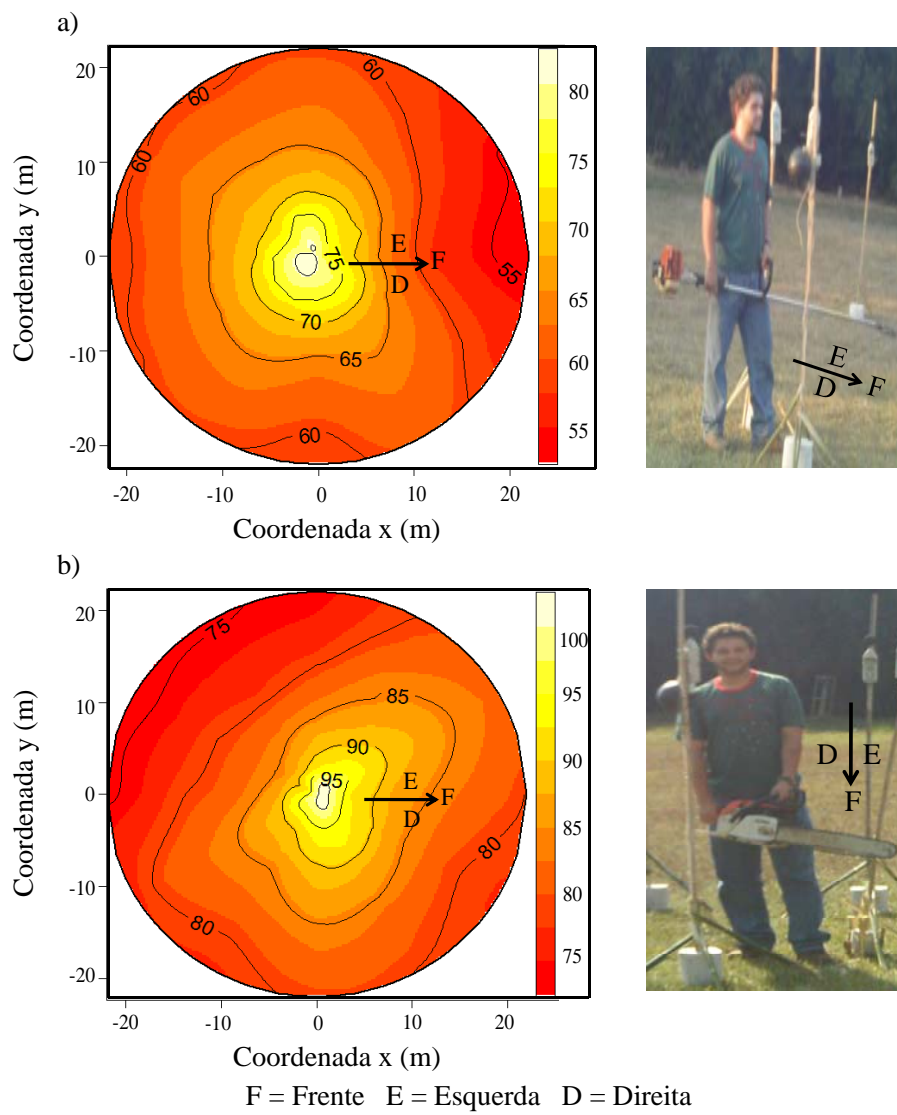 a)
20
10
0
-10
-20
Coordenada y (m)
-20 -10 0 10 20
Coordenada x (m)
60
60
60
55
75
70
65
60
E
D
F
80
75
70
65
60
55
E
D
F
b)
20
10
0
-10
-20
Coordenada y (m)
-20 -10 0 10 20
Coordenada x (m)
75
85
90
95
80
80
E
D
F
100
95
90
85
80
75
D E
F
F = Frente E = Esquerda D = Direita